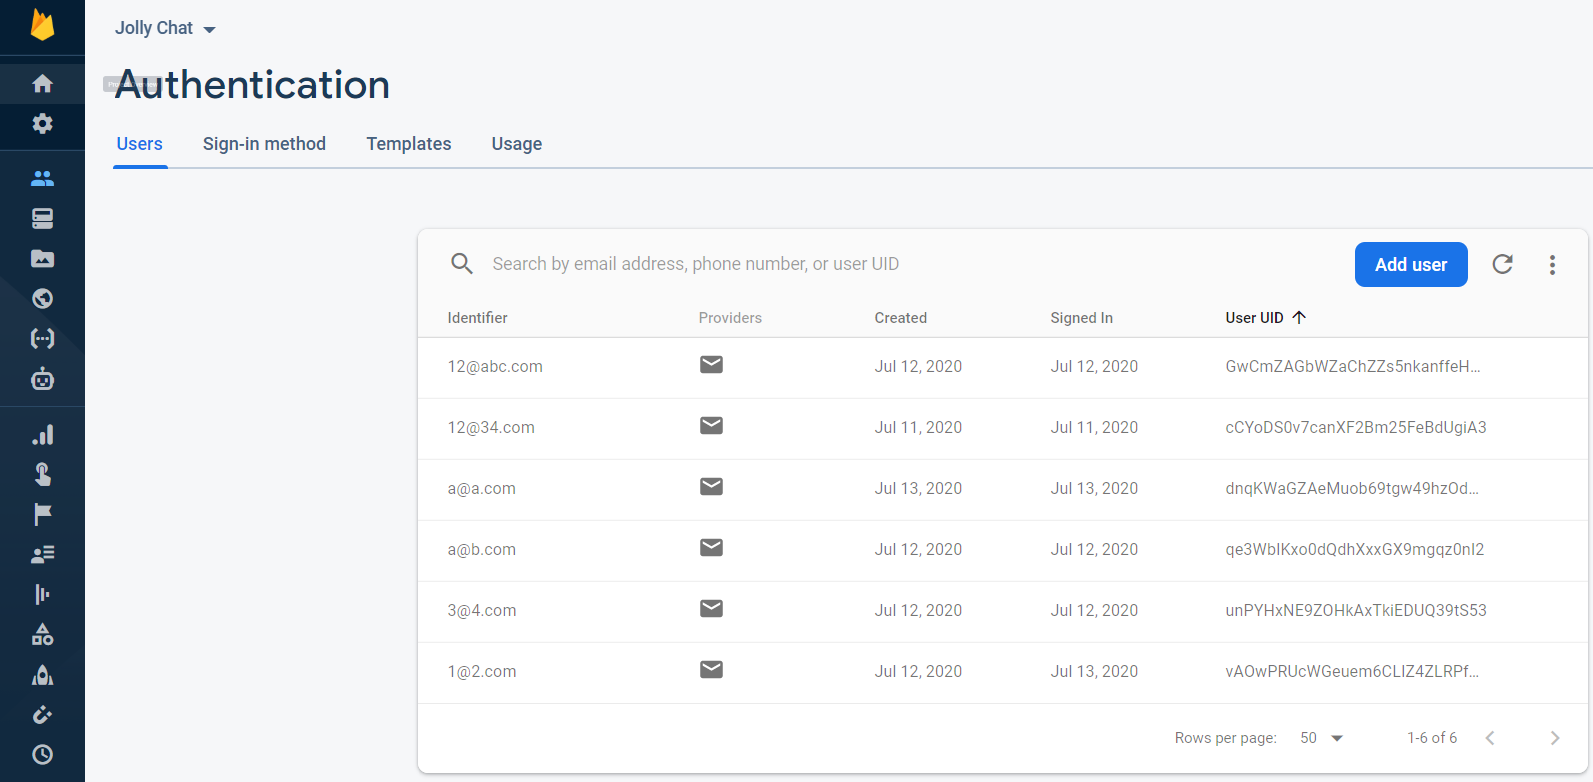 Jolly Chat
Authentication
Users Sign-in method Templates Usage
Search by email address, phone number, or user UID
Add user
Identifier Providers Created Signed In User UID
12@abc.com Jul 12, 2020 Jul 12, 2020 GwCmZAGbWZaChZZs5nkanffeH...
12@34.com Jul 11, 2020 Jul 11, 2020 cCYoDS0v7canXF2Bm25FeBdUgiA3
a@a.com Jul 13, 2020 Jul 13, 2020 dnqKWaGZAeMuob69tgw49hzOd...
a@b.com Jul 12, 2020 Jul 12, 2020 qe3WbIKxo0dQdhXxxGX9mgqz0nI2
3@4.com Jul 12, 2020 Jul 12, 2020 unPYHxNE9ZOHkAxTkiEDUQ39tS53
1@2.com Jul 12, 2020 Jul 13, 2020 vAOwPRUcWGeuem6CLIZ4ZLRPf...
Rows per page: 50 1-6 of 6